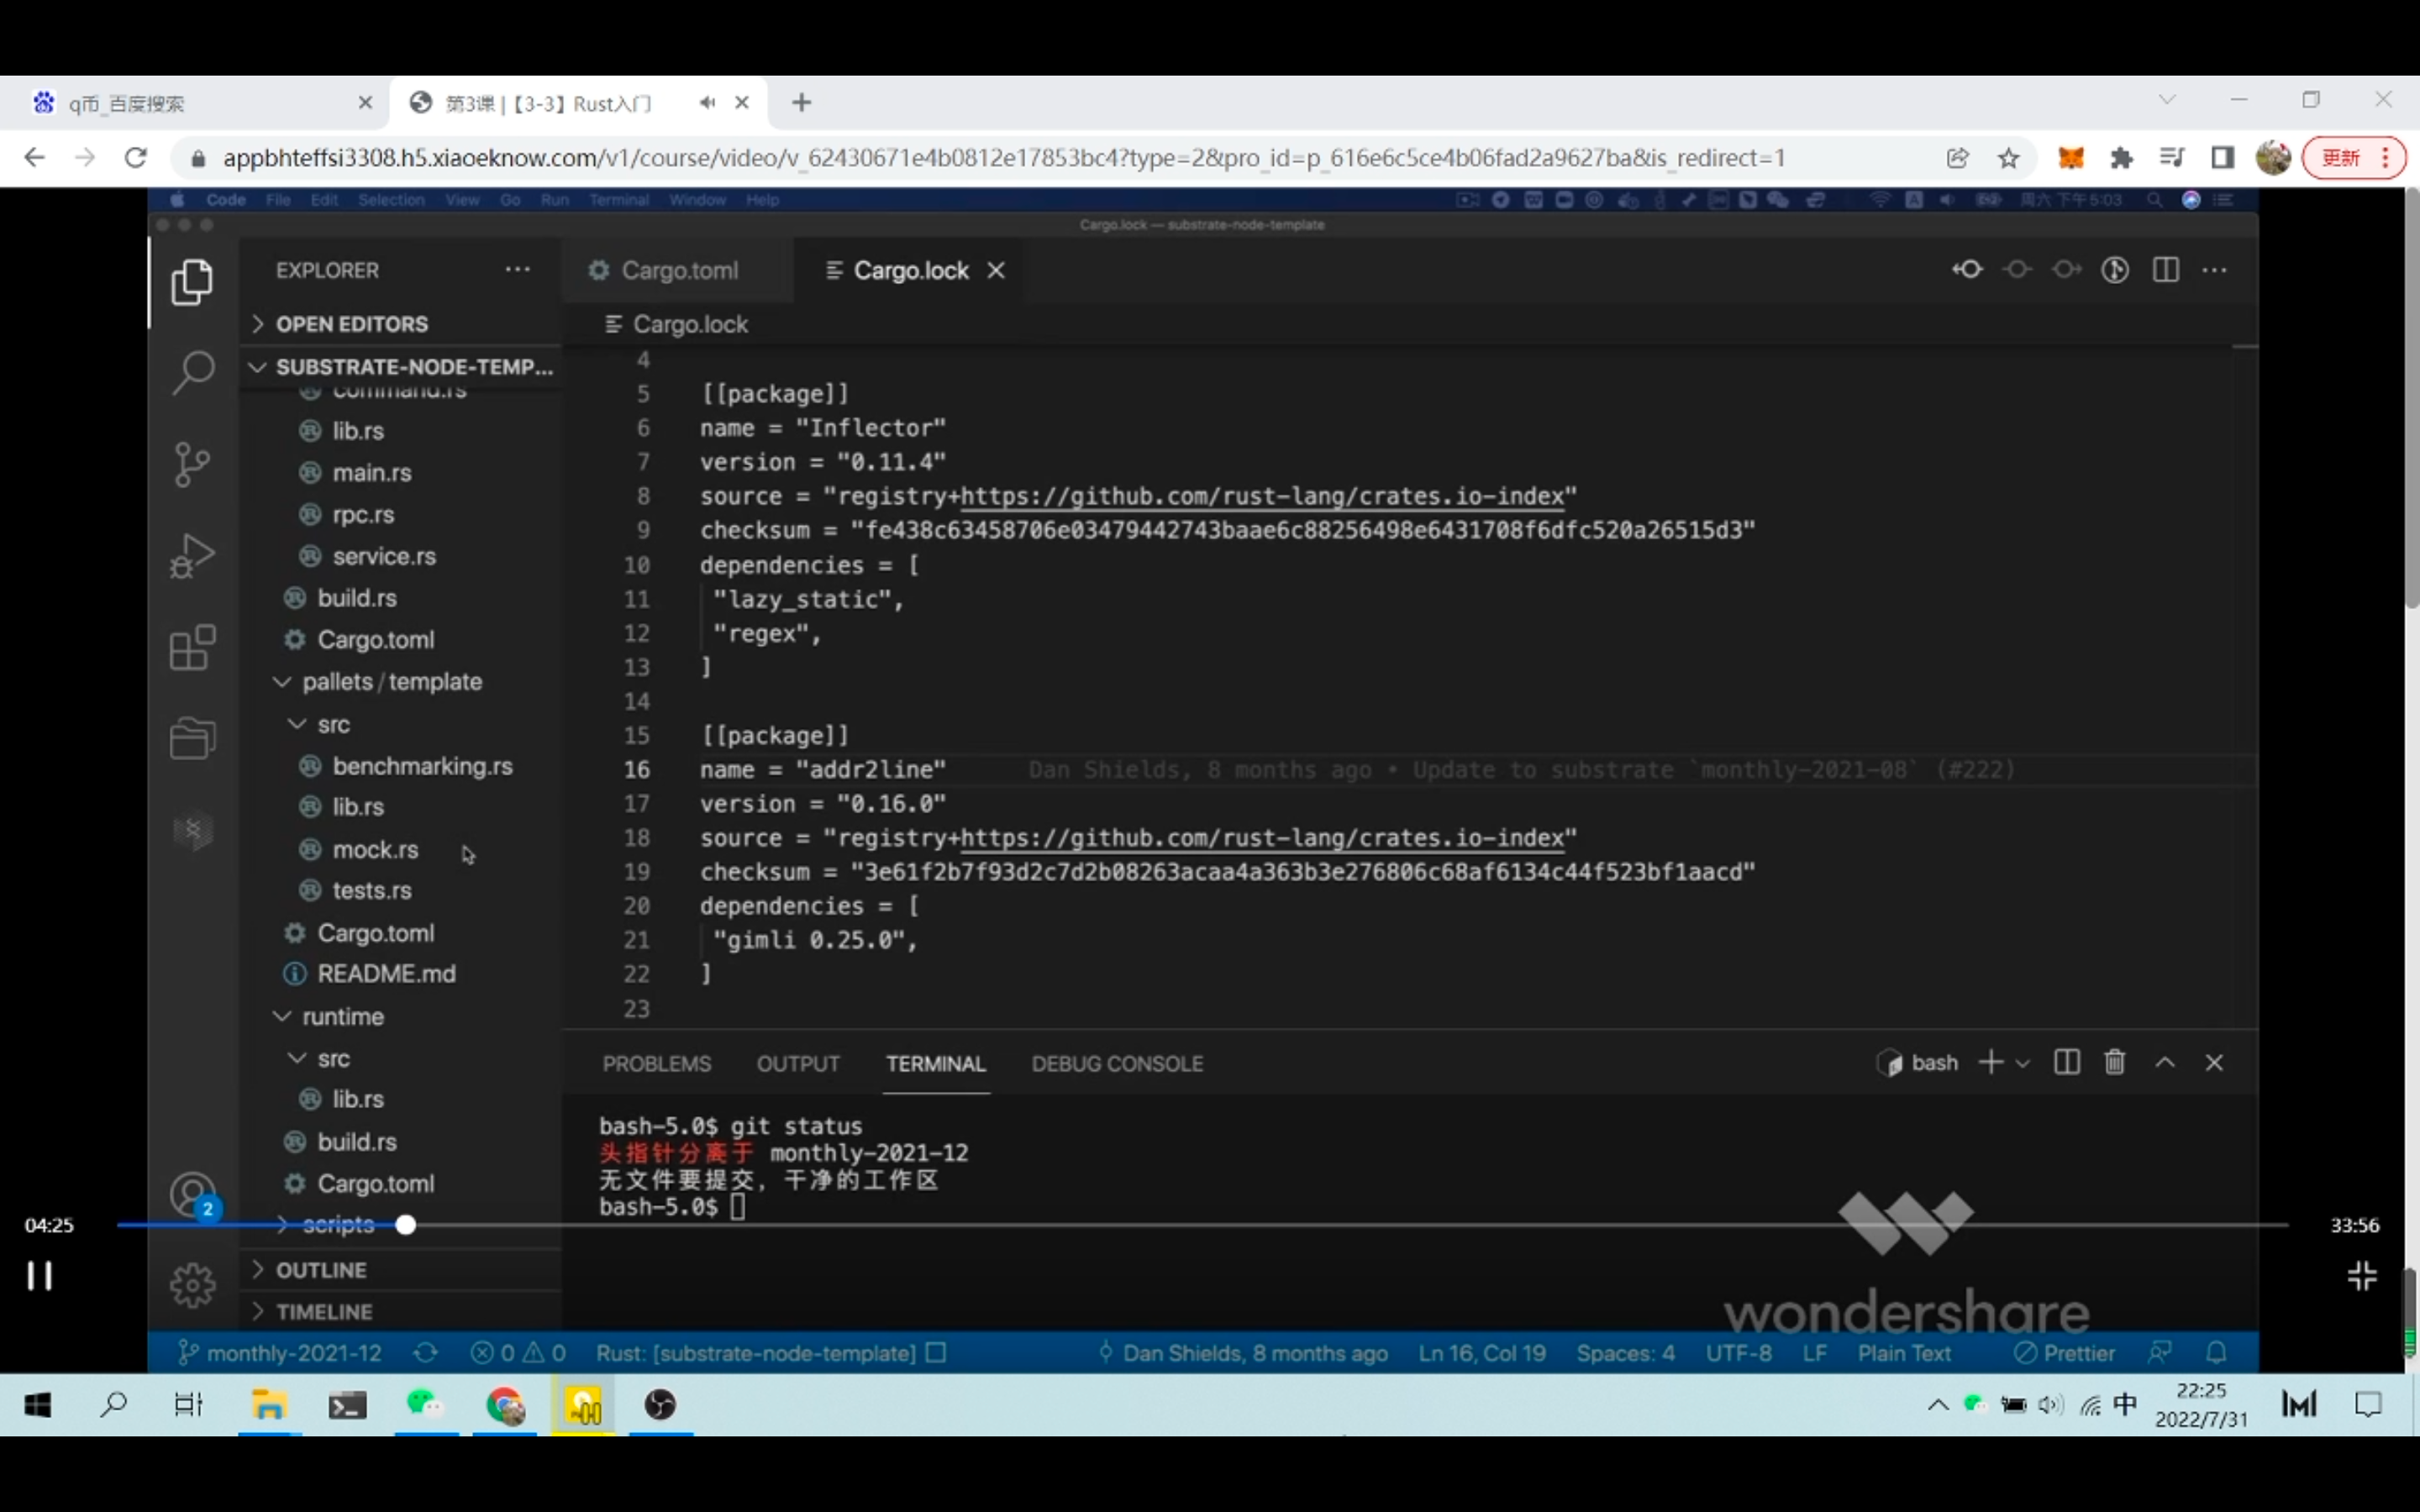 q币_百度搜索
第3课 |【3-3】Rust入门
appbhteffsi3308.h5.xiaoeknow.com/v1/course/video/v_62430671e4b0812e17853bc4?type=2&pro_id=p_616e6c5ce4b06fad2a9627ba&is_redirect=1
更新
Code File Edit Selection View Go Run Terminal Window Help
周六下午5:03
Cargo.lock — substrate-node-template
EXPLORER
Cargo.toml
Cargo.lock
OPEN EDITORS
Cargo.lock
SUBSTRATE-NODE-TEMP...
command.rs
lib.rs
main.rs
rpc.rs
service.rs
build.rs
Cargo.toml
pallets / template
src
benchmarking.rs
lib.rs
mock.rs
tests.rs
Cargo.toml
README.md
runtime
src
lib.rs
build.rs
Cargo.toml
scripts
OUTLINE
TIMELINE
4
5 [[package]]
6 name = "Inflector"
7 version = "0.11.4"
8 source = "registry+https://github.com/rust-lang/crates.io-index"
9 checksum = "fe438c63458706e03479442743baae6c88256498e6431708f6dfc520a26515d3"
10 dependencies = [
11 "lazy_static",
12 "regex",
13 ]
14
15 [[package]]
16 name = "addr2line" Dan Shields, 8 months ago • Update to substrate `monthly-2021-08` (#222)
17 version = "0.16.0"
18 source = "registry+https://github.com/rust-lang/crates.io-index"
19 checksum = "3e61f2b7f93d2c7d2b08263acaa4a363b3e276806c68af6134c44f523bf1aacd"
20 dependencies = [
21 "gimli 0.25.0",
22 ]
23
PROBLEMS OUTPUT TERMINAL DEBUG CONSOLE
bash
bash-5.0$ git status
头指针分离于 monthly-2021-12
无文件要提交，干净的工作区
bash-5.0$
2
04:25
33:56
wondershare
monthly-2021-12 0 0 Rust: [substrate-node-template] Dan Shields, 8 months ago Ln 16, Col 19 Spaces: 4 UTF-8 LF Plain Text Prettier
中
22:25
2022/7/31